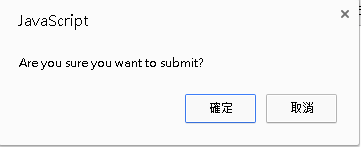 JavaScript
Are you sure you want to submit?
確定 取消